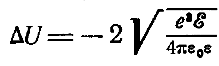 ΔU = − 2 √ e³ℰ / 4πε₀ε